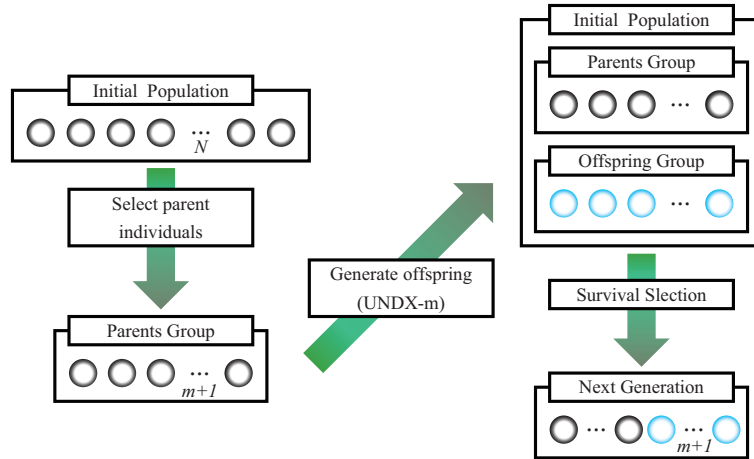 Initial Population
... N
Select parent
individuals
Parents Group
... m+1
Generate offspring
(UNDX-m)
Initial Population
Parents Group
...
Offspring Group
...
Survival Slection
Next Generation
... ...
m+1